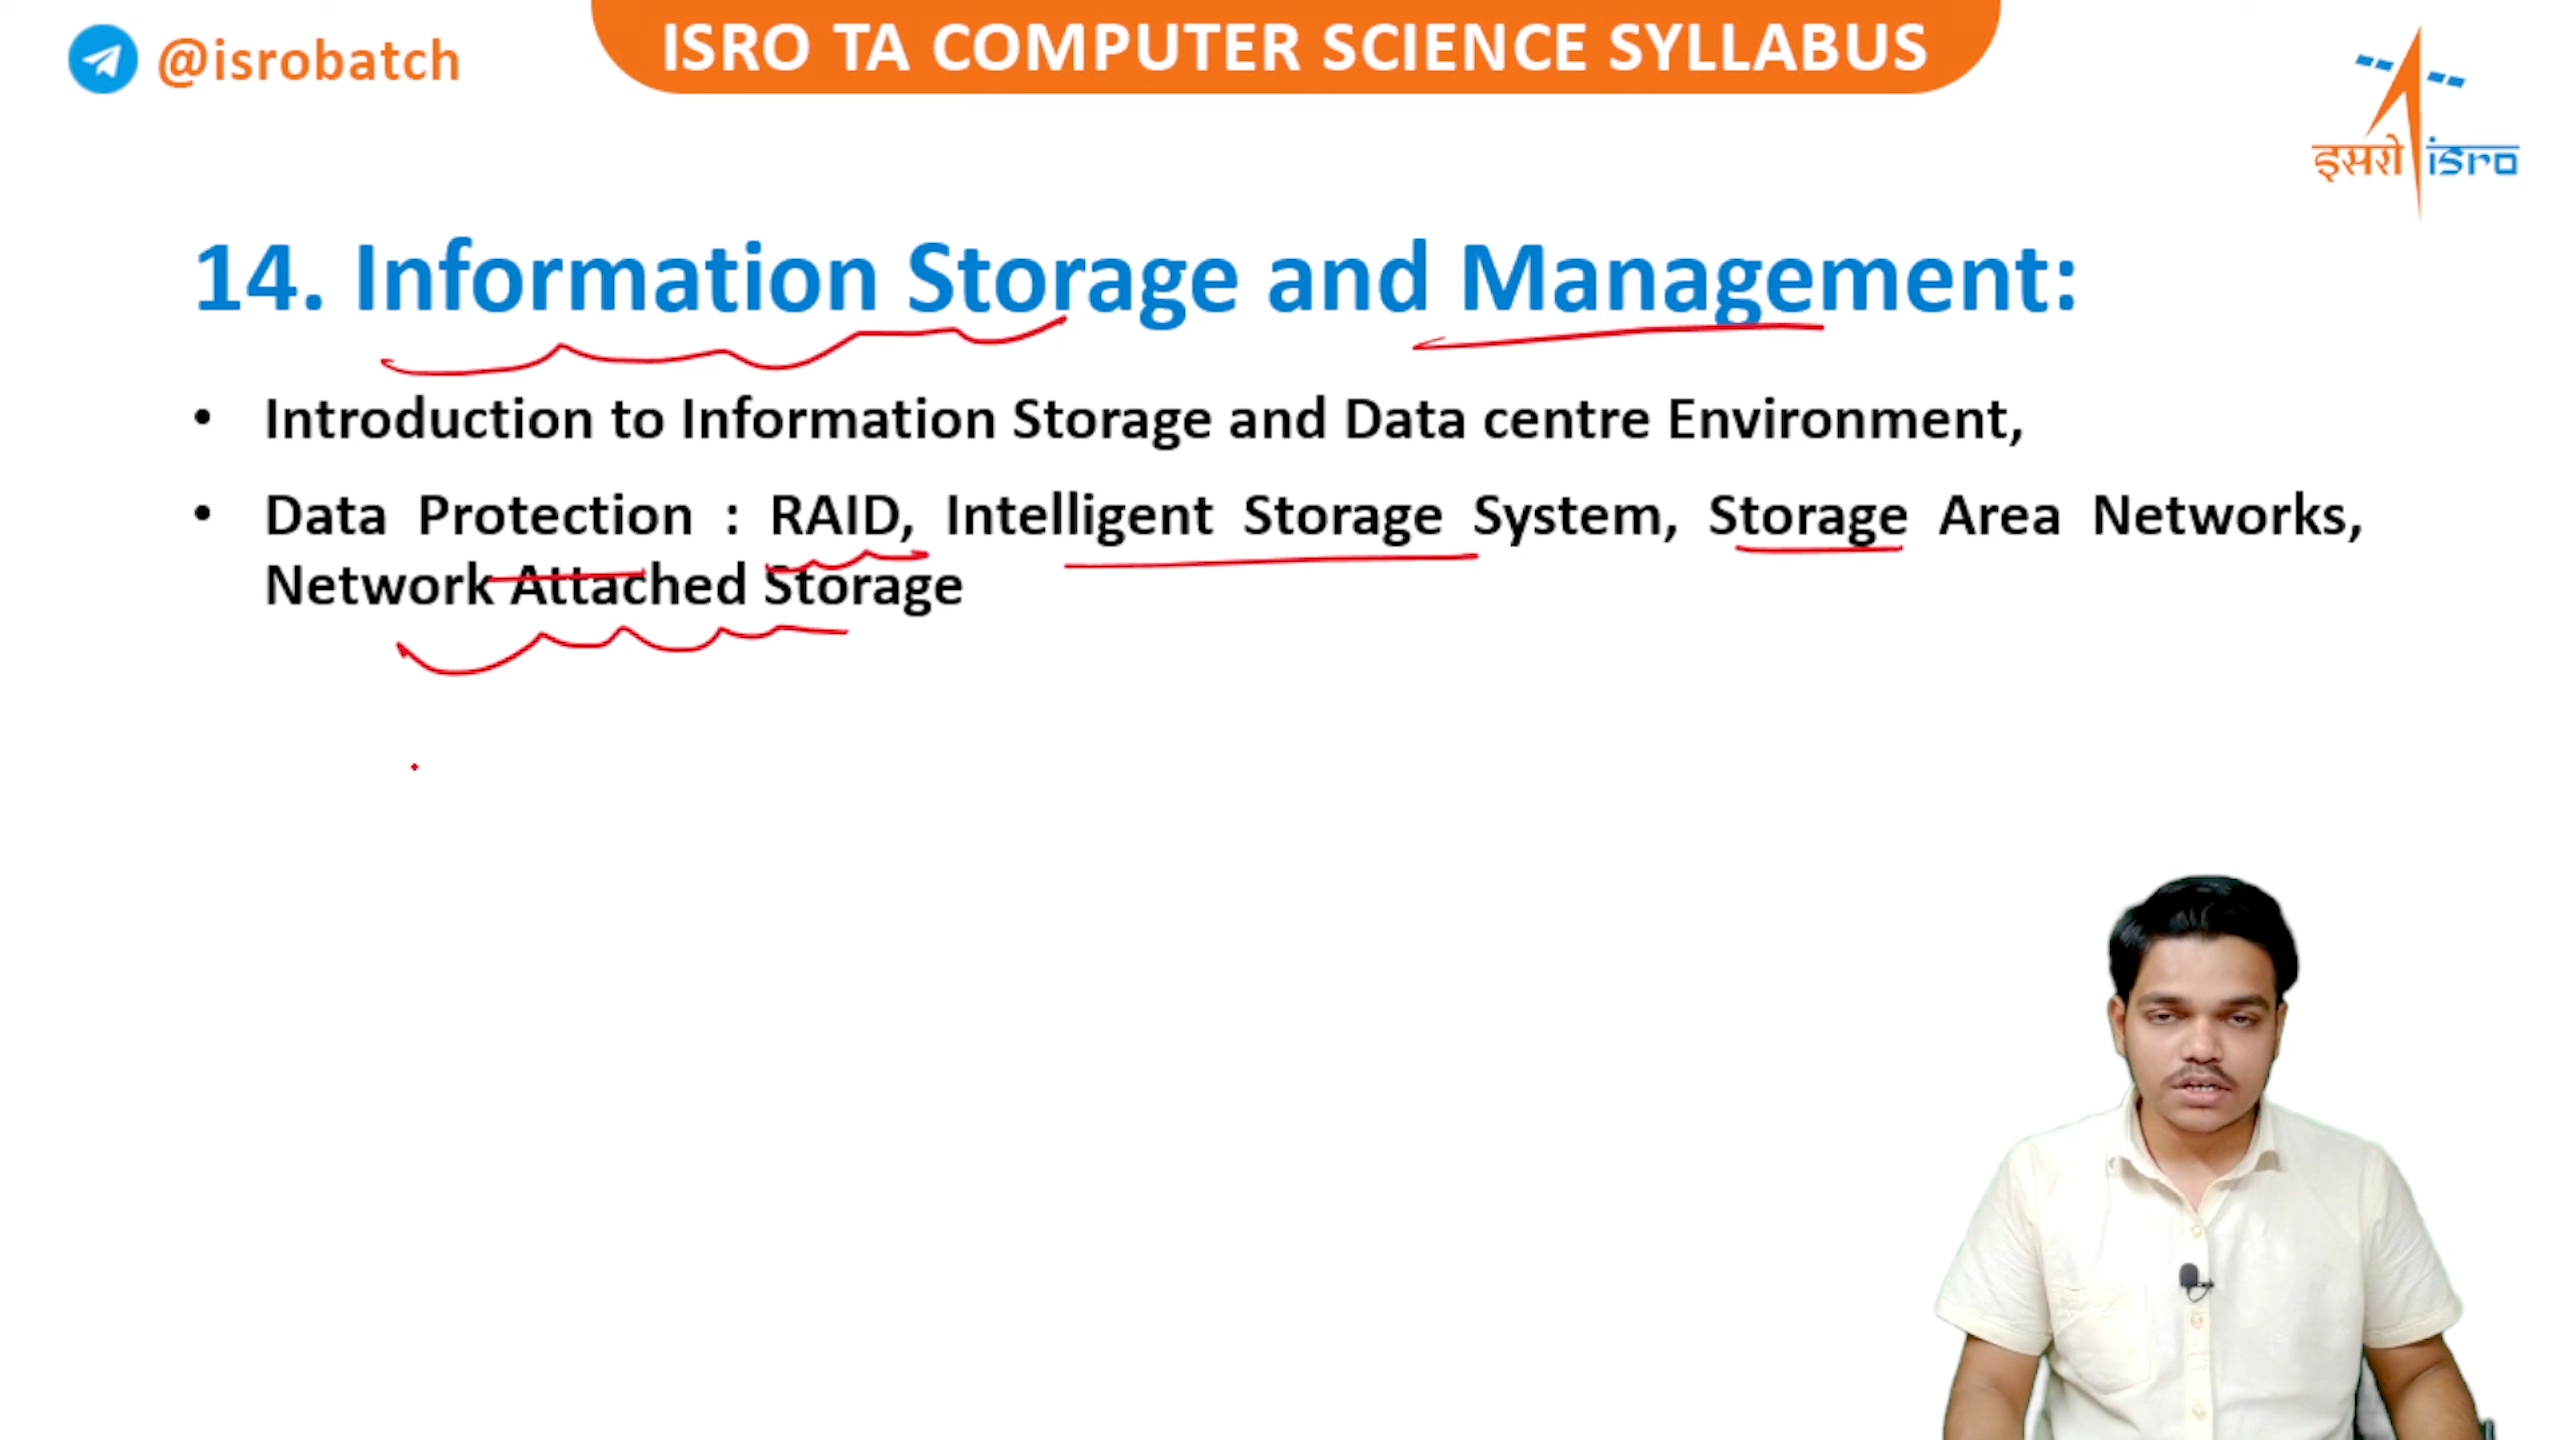 @isrobatch
ISRO TA COMPUTER SCIENCE SYLLABUS
इसरो isro
14. Information Storage and Management:
• Introduction to Information Storage and Data centre Environment,
• Data Protection : RAID, Intelligent Storage System, Storage Area Networks,
Network Attached Storage